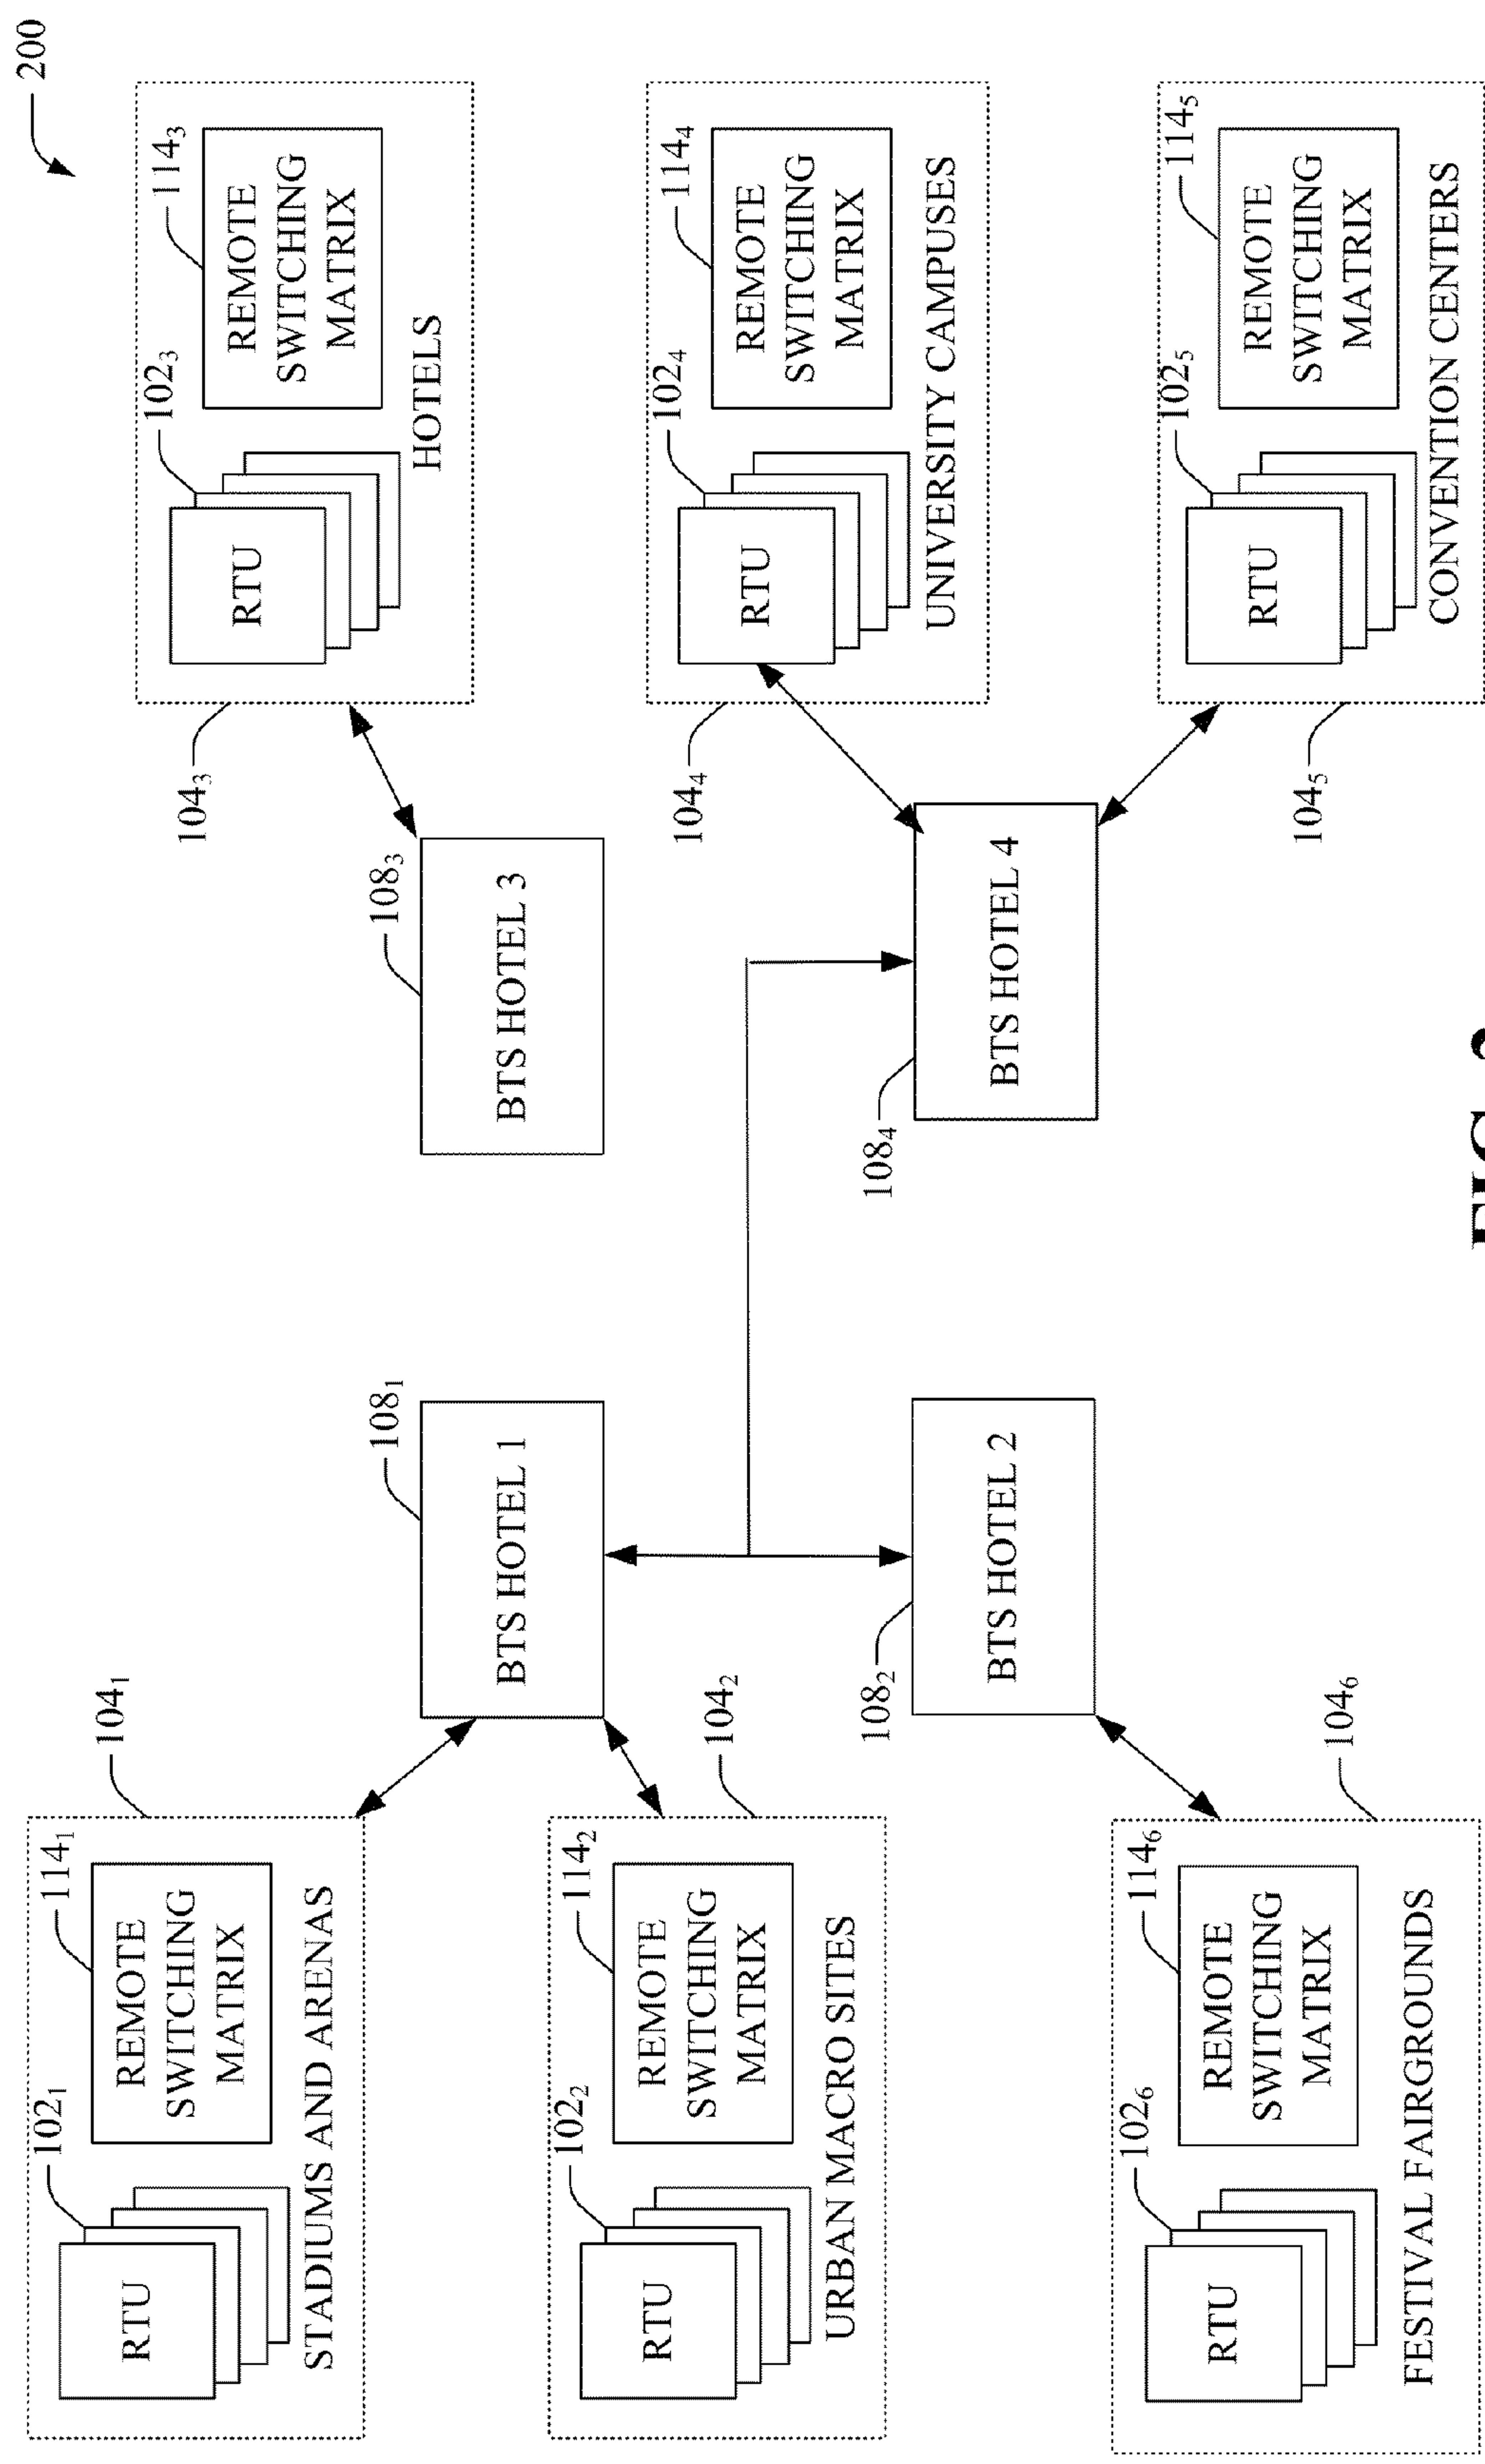 200
104₁
102₁
114₁
RTU
REMOTE
SWITCHING
MATRIX
STADIUMS AND ARENAS
104₂
102₂
114₂
RTU
REMOTE
SWITCHING
MATRIX
URBAN MACRO SITES
104₆
102₆
114₆
RTU
REMOTE
SWITCHING
MATRIX
FESTIVAL FAIRGROUNDS
108₁
BTS HOTEL 1
108₂
BTS HOTEL 2
108₃
BTS HOTEL 3
108₄
BTS HOTEL 4
104₃
102₃
114₃
RTU
REMOTE
SWITCHING
MATRIX
HOTELS
104₄
102₄
114₄
RTU
REMOTE
SWITCHING
MATRIX
UNIVERSITY CAMPUSES
104₅
102₅
114₅
RTU
REMOTE
SWITCHING
MATRIX
CONVENTION CENTERS